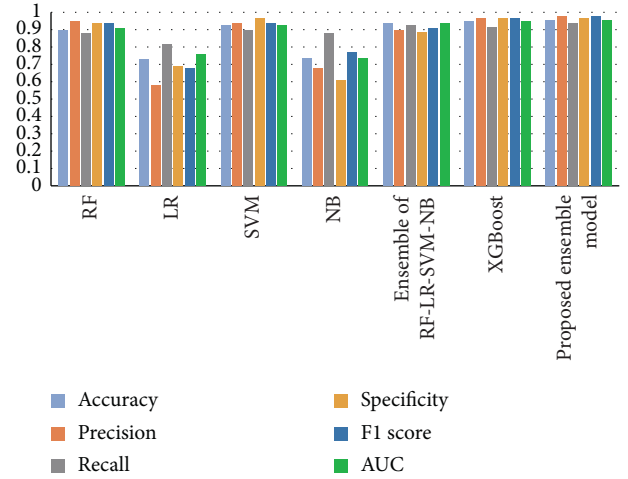 1
0.9
0.8
0.7
0.6
0.5
0.4
0.3
0.2
0.1
0
RF
LR
SVM
NB
Ensemble of
RF-LR-SVM-NB
XGBoost
Proposed ensemble
model
Accuracy
Precision
Recall
Specificity
F1 score
AUC